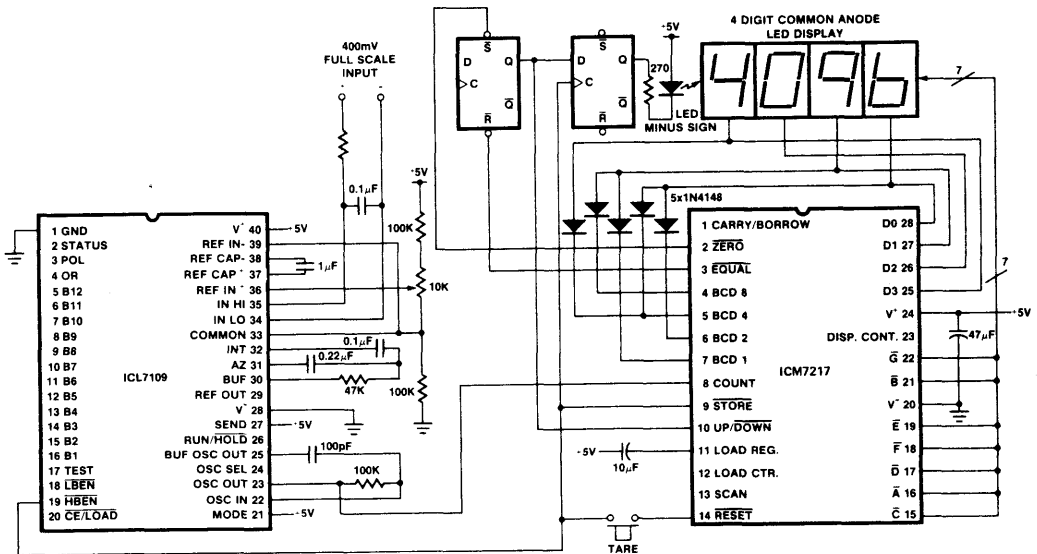 400mV
FULL SCALE
INPUT
4 DIGIT COMMON ANODE
LED DISPLAY
4096
7
+5V
270
LED
MINUS SIGN
S
D
Q
C
Q
R
S
D
Q
C
Q
R
5x1N4148
0.1µF
-5V
100K
10K
100K
1µF
0.1µF
0.22µF
47K
100pF
100K
1 GND
2 STATUS
3 POL
4 OR
5 B12
6 B11
7 B10
8 B9
9 B8
10 B7
11 B6
12 B5
13 B4
14 B3
15 B2
16 B1
17 TEST
18 LBEN
19 HBEN
20 CE/LOAD
ICL7109
V+ 40
REF IN- 39
REF CAP- 38
REF CAP+ 37
REF IN+ 36
IN HI 35
IN LO 34
COMMON 33
INT 32
AZ 31
BUF 30
REF OUT 29
V- 28
SEND 27
RUN/HOLD 26
BUF OSC OUT 25
OSC SEL 24
OSC OUT 23
OSC IN 22
MODE 21
-5V
-5V
-5V
1 CARRY/BORROW
2 ZERO
3 EQUAL
4 BCD 8
5 BCD 4
6 BCD 2
7 BCD 1
8 COUNT
9 STORE
10 UP/DOWN
11 LOAD REG.
12 LOAD CTR.
13 SCAN
14 RESET
ICM7217
D0 28
D1 27
D2 26
D3 25
V+ 24
DISP. CONT. 23
G 22
B 21
V- 20
E 19
F 18
D 17
A 16
C 15
7
-5V
47µF
-5V
10µF
TARE